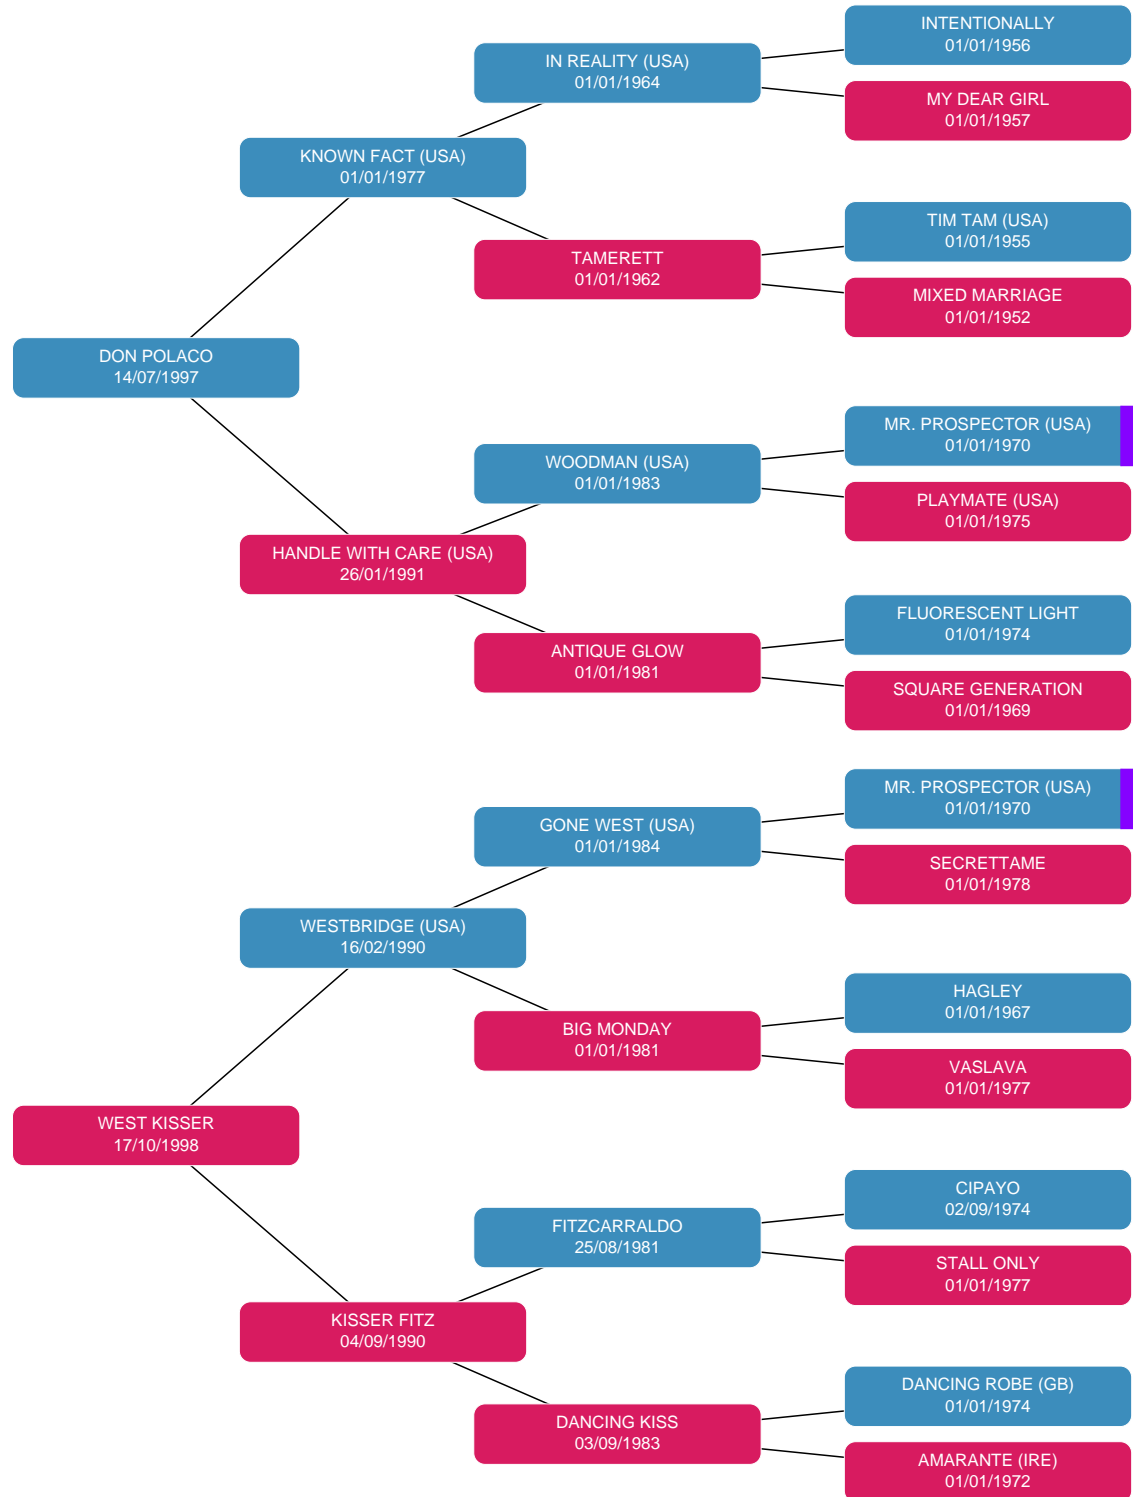 INTENTIONALLY
01/01/1956
IN REALITY (USA)
01/01/1964
MY DEAR GIRL
01/01/1957
KNOWN FACT (USA)
01/01/1977
TIM TAM (USA)
01/01/1955
TAMERETT
01/01/1962
MIXED MARRIAGE
01/01/1952
DON POLACO
14/07/1997
MR. PROSPECTOR (USA)
01/01/1970
WOODMAN (USA)
01/01/1983
PLAYMATE (USA)
01/01/1975
HANDLE WITH CARE (USA)
26/01/1991
FLUORESCENT LIGHT
01/01/1974
ANTIQUE GLOW
01/01/1981
SQUARE GENERATION
01/01/1969
MR. PROSPECTOR (USA)
01/01/1970
GONE WEST (USA)
01/01/1984
SECRETTAME
01/01/1978
WESTBRIDGE (USA)
16/02/1990
HAGLEY
01/01/1967
BIG MONDAY
01/01/1981
VASLAVA
01/01/1977
WEST KISSER
17/10/1998
CIPAYO
02/09/1974
FITZCARRALDO
25/08/1981
STALL ONLY
01/01/1977
KISSER FITZ
04/09/1990
DANCING ROBE (GB)
01/01/1974
DANCING KISS
03/09/1983
AMARANTE (IRE)
01/01/1972